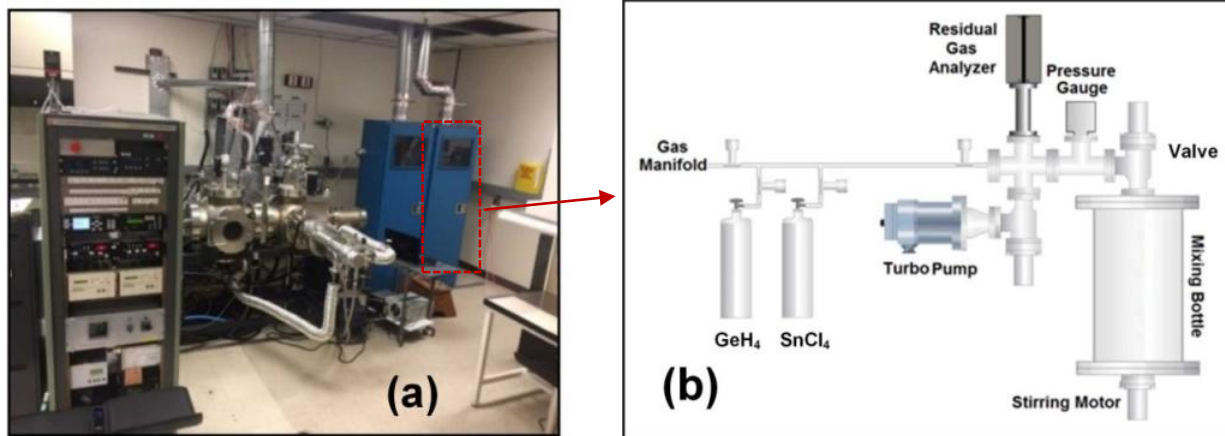 (a)
Residual
Gas
Analyzer
Pressure
Gauge
Gas
Manifold
Valve
Turbo Pump
Mixing Bottle
GeH₄
SnCl₄
Stirring Motor
(b)